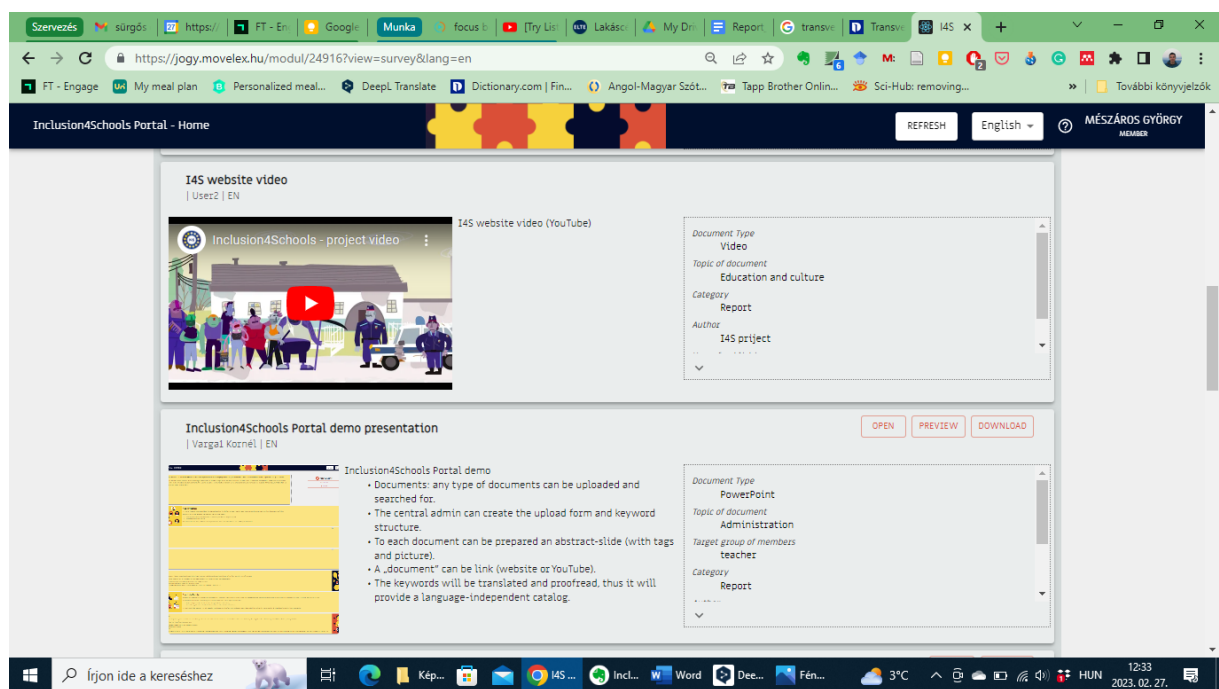 Szervezés
sürgős
27
https:/
FT - En
Google
Munka
focus b
[Try Lis
Lakásc
My Dri
Report
transve
Transve
I4S
https://jogy.movelex.hu/modul/24916?view=survey&lang=en
FT - Engage
My meal plan
Personalized meal...
DeepL Translate
Dictionary.com | Fin...
Angol-Magyar Szót...
Tapp Brother Onlin...
Sci-Hub: removing...
»
További könyvjelzők
Inclusion4Schools Portal - Home
REFRESH
English
MÉSZÁROS GYÖRGY
MEMBER
I4S website video
| User2 | EN
Inclusion4Schools - project video
I4S website video (YouTube)
Document Type
Video
Topic of document
Education and culture
Category
Report
Author
I4S priject
Inclusion4Schools Portal demo presentation
| Varga1 Kornél | EN
OPEN
PREVIEW
DOWNLOAD
Inclusion4Schools Portal demo
• Documents: any type of documents can be uploaded and
searched for.
• The central admin can create the upload form and keyword
structure.
• To each document can be prepared an abstract-slide (with tags
and picture).
• A „document" can be link (website or YouTube).
• The keywords will be translated and proofread, thus it will
provide a language-independent catalog.
Document Type
PowerPoint
Topic of document
Administration
Target group of members
teacher
Category
Report
Írjon ide a kereséshez
Kép...
I4S ...
Incl...
Word
Dee...
Fén...
3°C
HUN
12:33
2023. 02. 27.